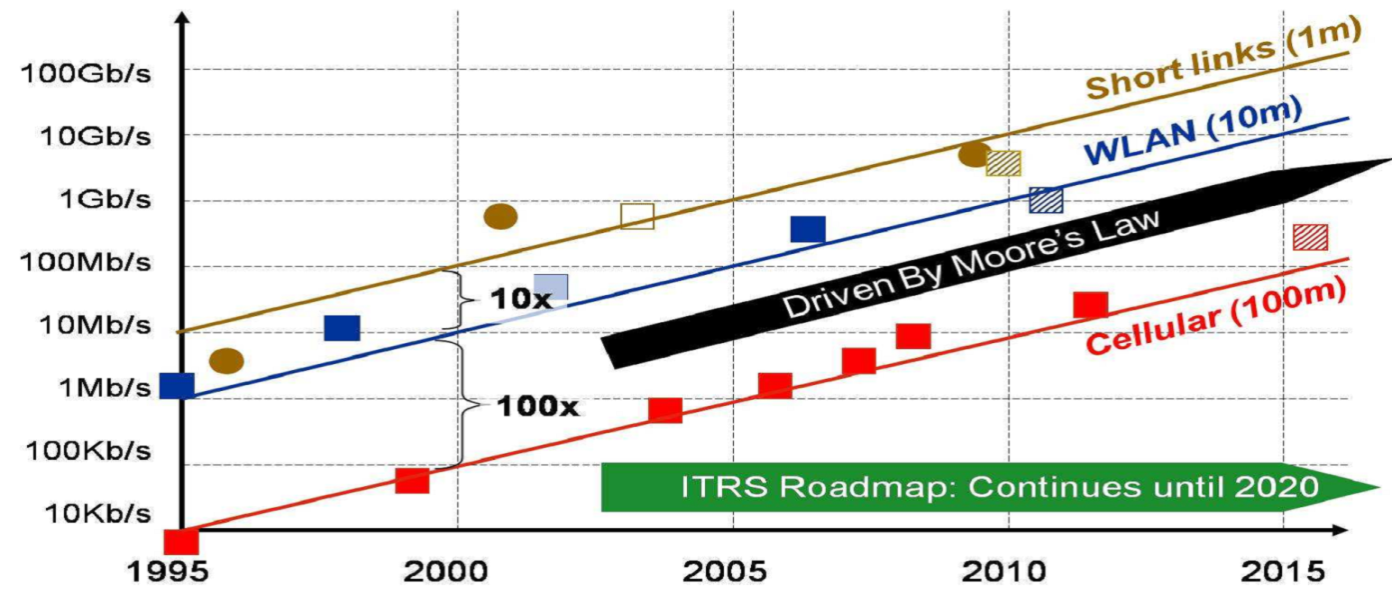 100Gb/s
10Gb/s
1Gb/s
100Mb/s
10Mb/s
1Mb/s
100Kb/s
10Kb/s
Short links (1m)
WLAN (10m)
Driven By Moore's Law
Cellular (100m)
10x
100x
ITRS Roadmap: Continues until 2020
1995 2000 2005 2010 2015